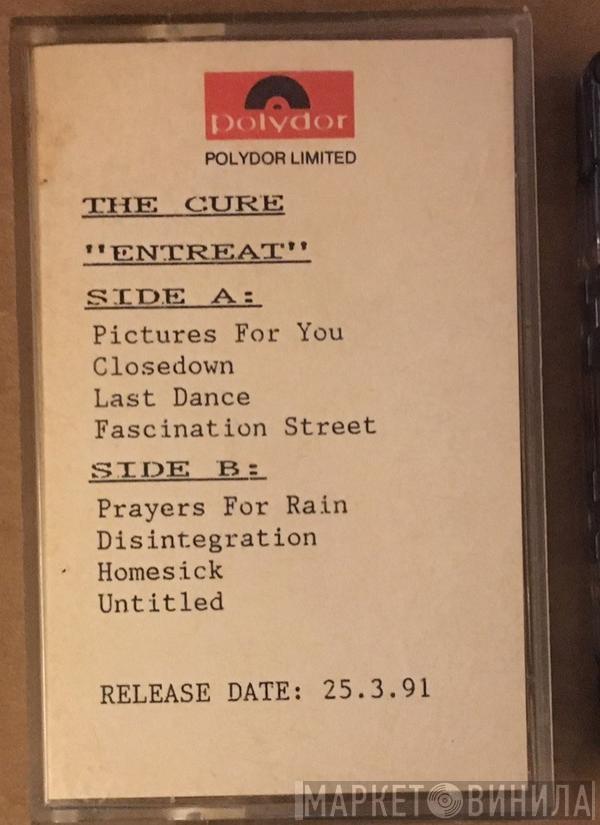 polydor
POLYDOR LIMITED
THE CURE
"ENTREAT"
SIDE A:
Pictures For You
Closedown
Last Dance
Fascination Street
SIDE B:
Prayers For Rain
Disintegration
Homesick
Untitled
RELEASE DATE: 25.3.91
МАРКЕТ ВИНИЛА